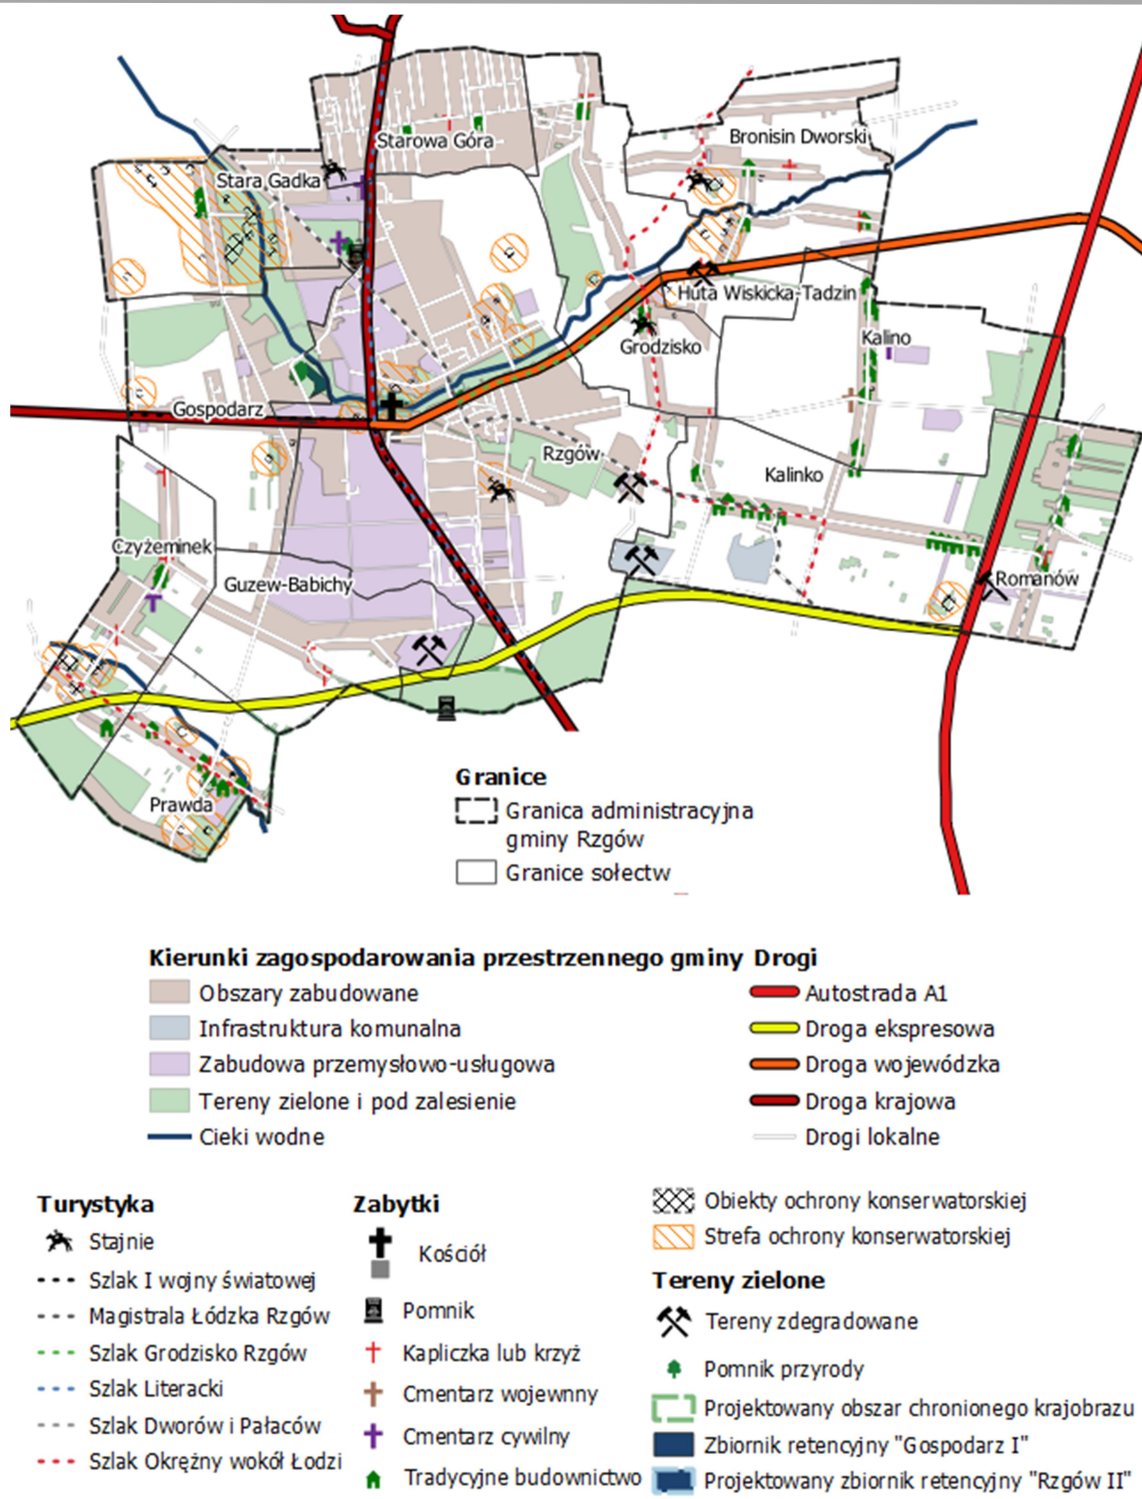 Starowa Góra
Bronisin Dworski
Stara Gadka
Huta Wiskicka-Tadzin
Grodzisko
Kalino
Gospodarz
Rzgów
Kalinko
Czyżeminek
Guzew-Babichy
Romanów
Prawda
Granice
Granica administracyjna
gminy Rzgów
Granice sołectw
Kierunki zagospodarowania przestrzennego gminy
Obszary zabudowane
Infrastruktura komunalna
Zabudowa przemysłowo-usługowa
Tereny zielone i pod zalesienie
Cieki wodne
Drogi
Autostrada A1
Droga ekspresowa
Droga wojewódzka
Droga krajowa
Drogi lokalne
Turystyka
Stajnie
Szlak I wojny światowej
Magistrala Łódzka Rzgów
Szlak Grodzisko Rzgów
Szlak Literacki
Szlak Dworów i Pałaców
Szlak Okrężny wokół Łodzi
Zabytki
Kościół
Pomnik
Kapliczka lub krzyż
Cmentarz wojewnny
Cmentarz cywilny
Tradycyjne budownictwo
Obiekty ochrony konserwatorskiej
Strefa ochrony konserwatorskiej
Tereny zielone
Tereny zdegradowane
Pomnik przyrody
Projektowany obszar chronionego krajobrazu
Zbiornik retencyjny "Gospodarz I"
Projektowany zbiornik retencyjny "Rzgów II"